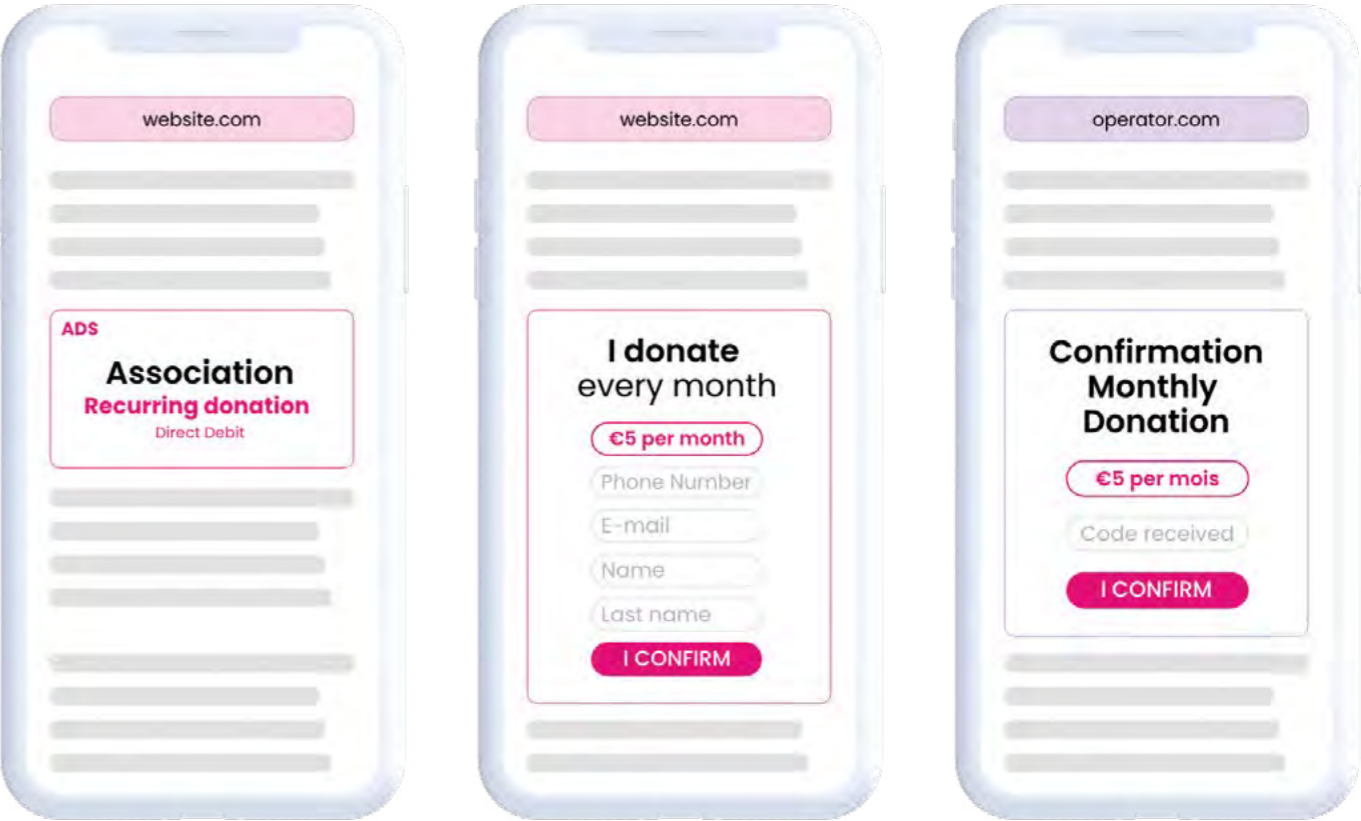 website.com
ADS
Association
Recurring donation
Direct Debit
website.com
I donate
every month
€5 per month
Phone Number
E-mail
Name
Last name
I CONFIRM
operator.com
Confirmation
Monthly
Donation
€5 per mois
Code received
I CONFIRM